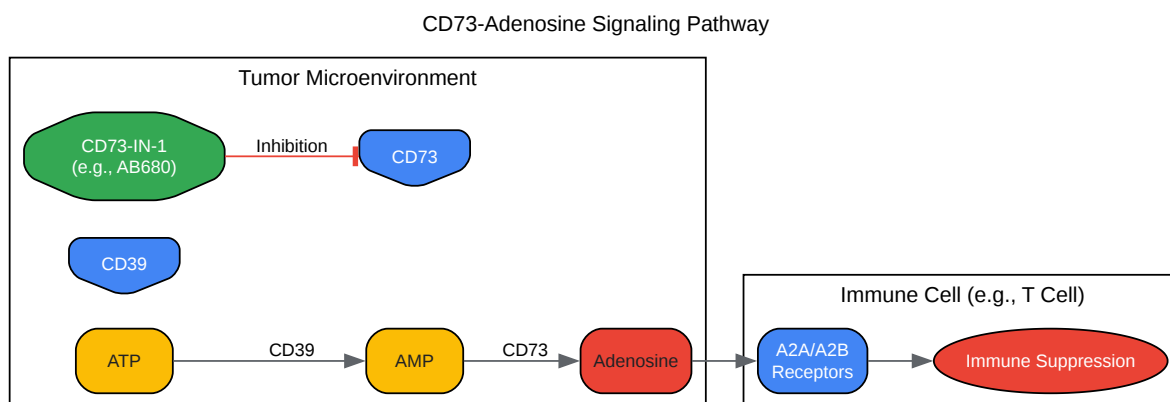 CD73-Adenosine Signaling Pathway
Tumor Microenvironment
CD73-IN-1
(e.g., AB680)
Inhibition
CD73
CD39
Immune Cell (e.g., T Cell)
ATP
CD39
AMP
CD73
Adenosine
A2A/A2B
Receptors
Immune Suppression